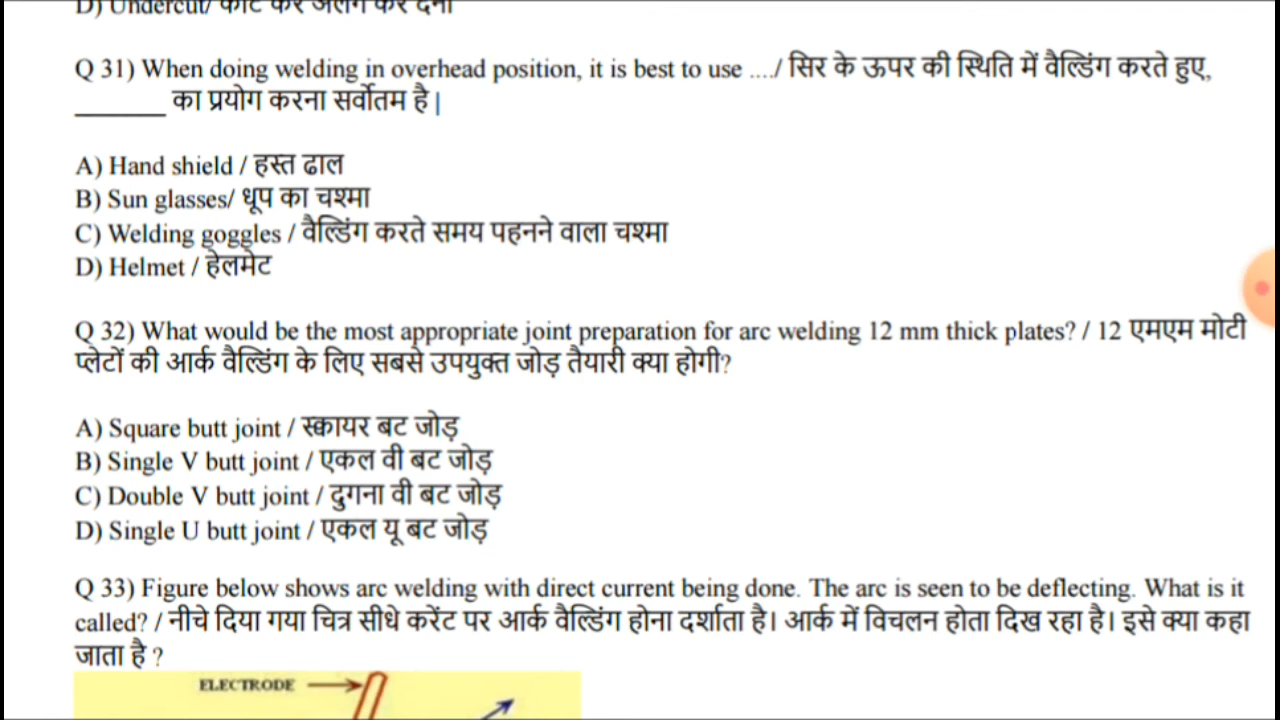 D) Undercut/ काट कर अलग कर देना
Q 31) When doing welding in overhead position, it is best to use ..../ सिर के ऊपर की स्थिति में वैल्डिंग करते हुए,
_______ का प्रयोग करना सर्वोतम है|
A) Hand shield / हस्त ढाल
B) Sun glasses/ धूप का चश्मा
C) Welding goggles / वैल्डिंग करते समय पहनने वाला चश्मा
D) Helmet / हेलमेट
Q 32) What would be the most appropriate joint preparation for arc welding 12 mm thick plates? / 12 एमएम मोटी
प्लेटों की आर्क वैल्डिंग के लिए सबसे उपयुक्त जोड़ तैयारी क्या होगी?
A) Square butt joint / स्क्वायर बट जोड़
B) Single V butt joint / एकल वी बट जोड़
C) Double V butt joint / दुगना वी बट जोड़
D) Single U butt joint / एकल यू बट जोड़
Q 33) Figure below shows arc welding with direct current being done. The arc is seen to be deflecting. What is it
called? / नीचे दिया गया चित्र सीधे करेंट पर आर्क वैल्डिंग होना दर्शाता है। आर्क में विचलन होता दिख रहा है। इसे क्या कहा
जाता है ?
ELECTRODE